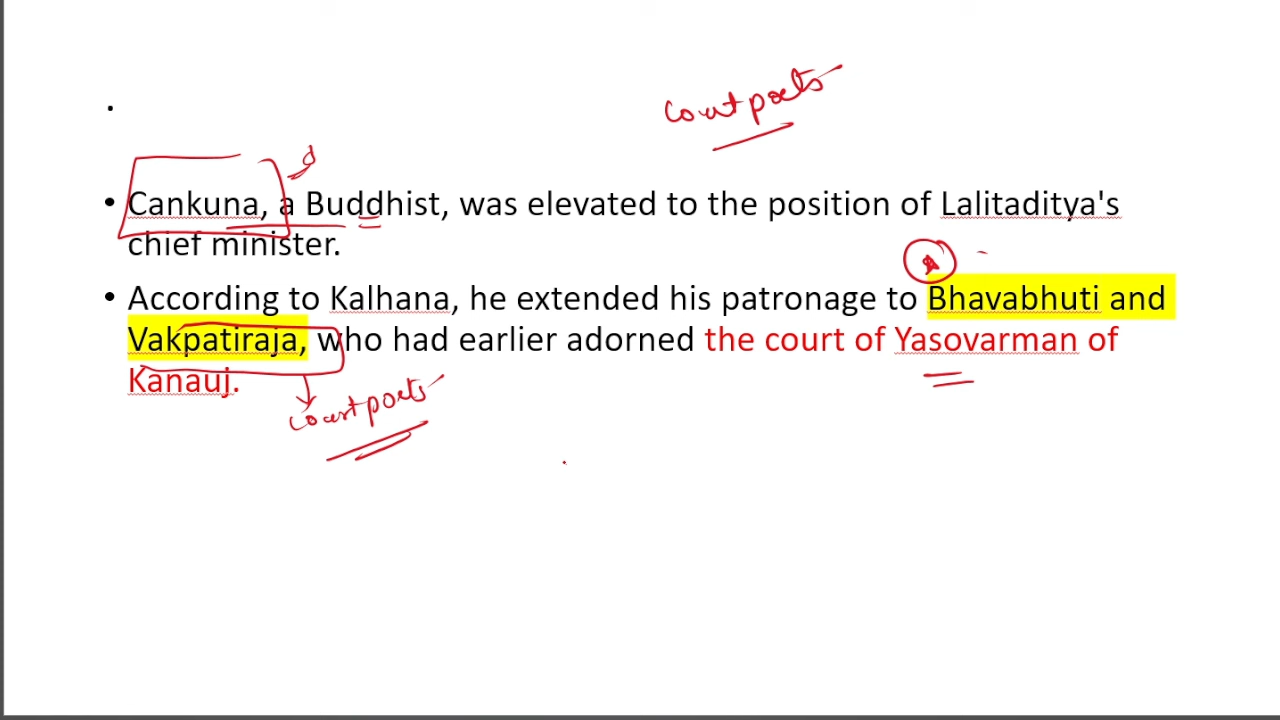 Court poets
• Cankuna, a Buddhist, was elevated to the position of Lalitaditya's
chief minister.
• According to Kalhana, he extended his patronage to Bhavabhuti and
Vakpatiraja, who had earlier adorned the court of Yasovarman of
Kanauj.
Court poets